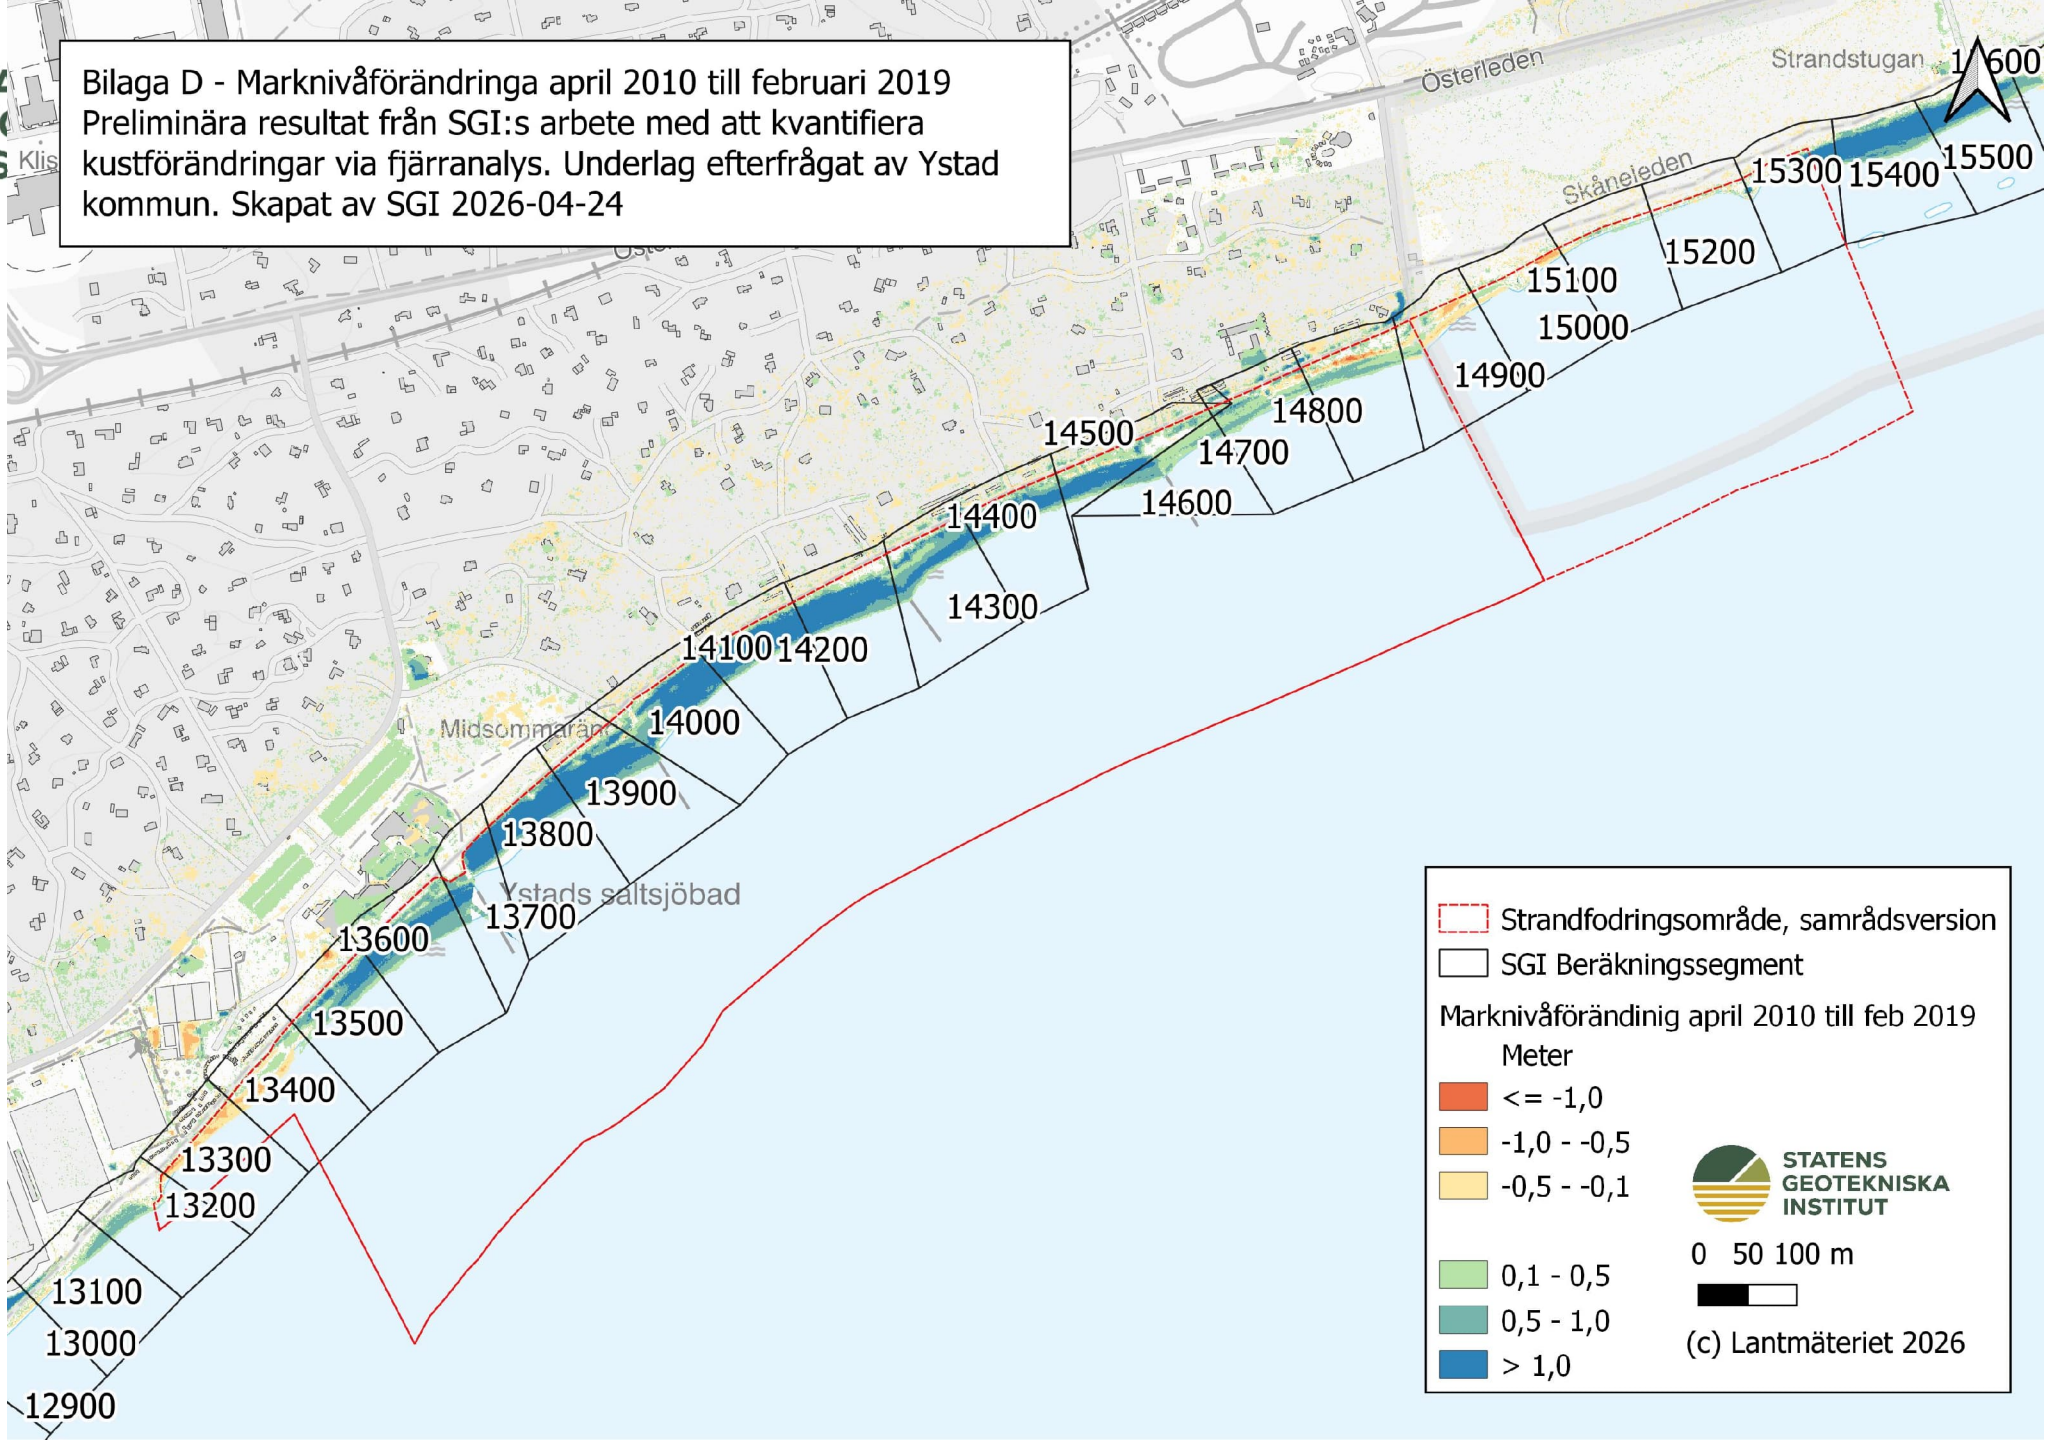 Bilaga D - Marknivåförändringa april 2010 till februari 2019
Preliminära resultat från SGI:s arbete med att kvantifiera
kustförändringar via fjärranalys. Underlag efterfrågat av Ystad
kommun. Skapat av SGI 2026-04-24
Klis
Österleden
Strandstugan
Skåneleden
15500
15300
15400
15200
15100
15000
14900
14800
14700
14600
14500
14400
14300
14200
14100
14000
Midsommarän
13900
13800
Ystads saltsjöbad
13700
13600
13500
13400
13300
13200
13100
13000
12900
Strandfodringsområde, samrådsversion
SGI Beräkningssegment
Marknivåförändinig april 2010 till feb 2019
Meter
<= -1,0
-1,0 - -0,5
-0,5 - -0,1
0,1 - 0,5
0,5 - 1,0
> 1,0
STATENS
GEOTEKNISKA
INSTITUT
0 50 100 m
(c) Lantmäteriet 2026